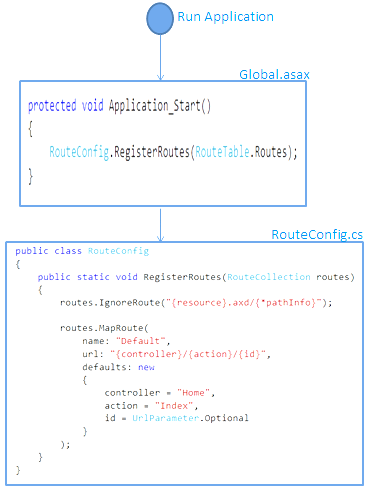 Run Application
Global.asax
protected void Application_Start()
{
RouteConfig.RegisterRoutes(RouteTable.Routes);
}
RouteConfig.cs
public class RouteConfig
{
public static void RegisterRoutes(RouteCollection routes)
{
routes.IgnoreRoute("{resource}.axd/{*pathInfo}");
routes.MapRoute(
name: "Default",
url: "{controller}/{action}/{id}",
defaults: new
{
controller = "Home",
action = "Index",
id = UrlParameter.Optional
}
);
}
}